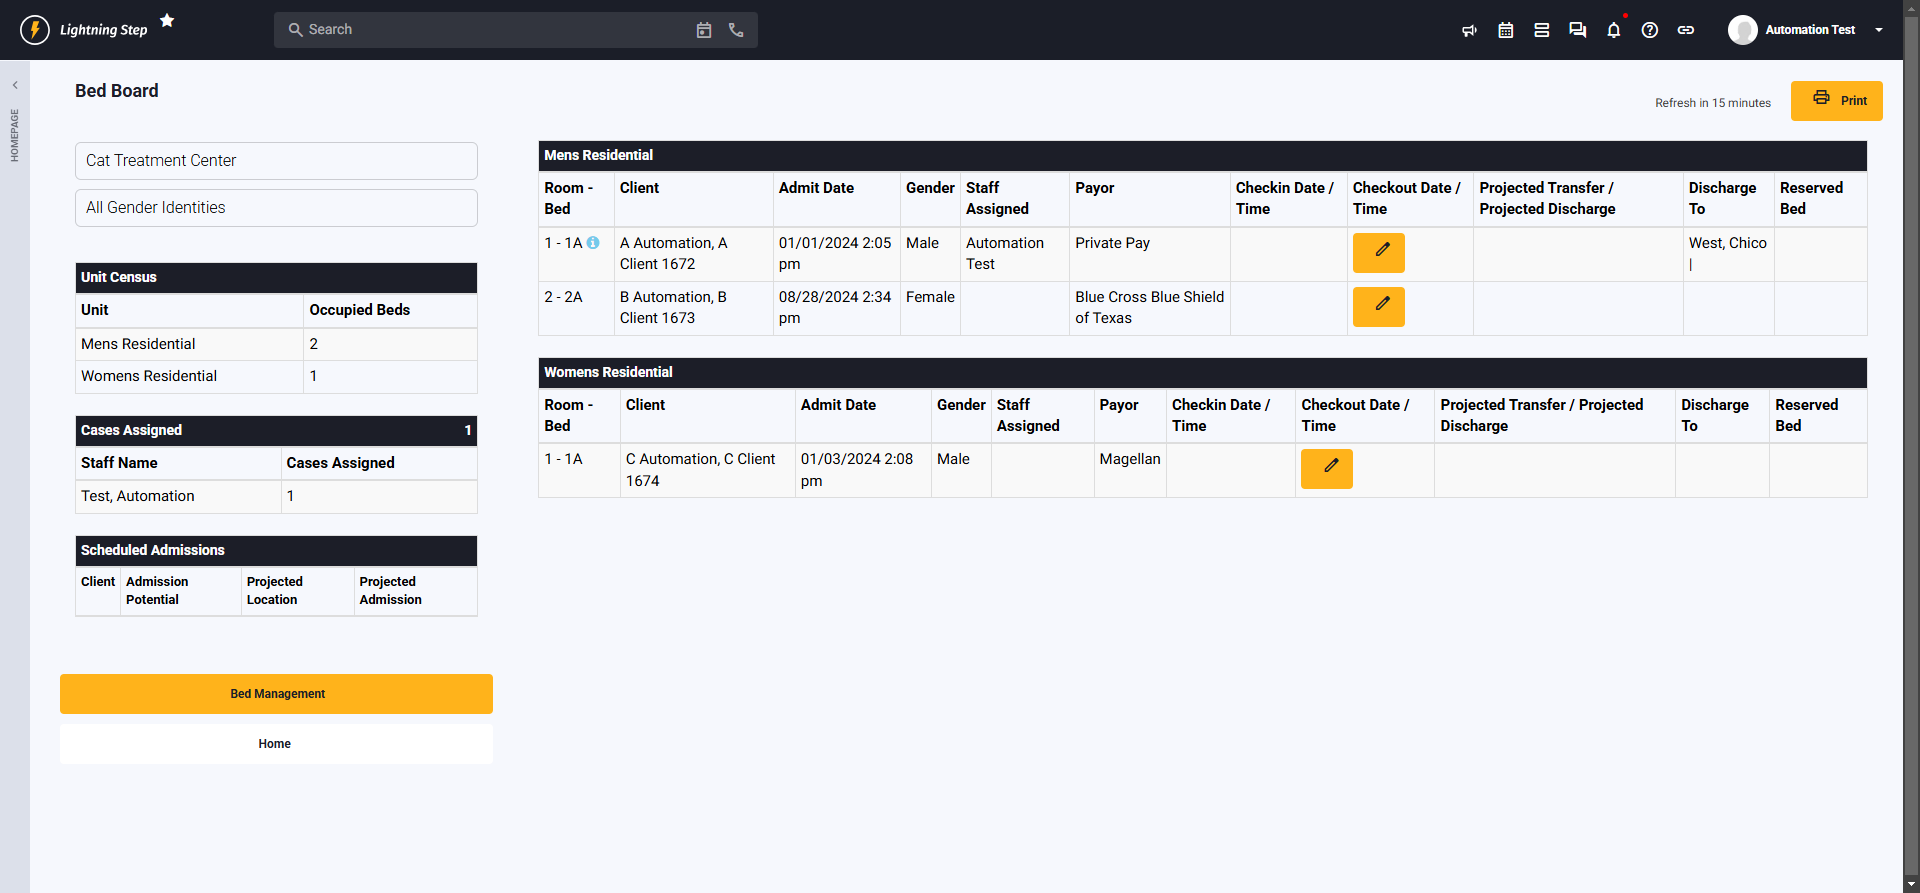 Lightning Step
Search
Automation Test
HOMEPAGE
Bed Board
Refresh in 15 minutes
Print
Cat Treatment Center
All Gender Identities
Unit Census
Unit Occupied Beds
Mens Residential 2
Womens Residential 1
Cases Assigned 1
Staff Name Cases Assigned
Test, Automation 1
Scheduled Admissions
Client Admission Projected Projected
Potential Location Admission
Bed Management
Home
Mens Residential
Room - Client Admit Date Gender Staff Payor Checkin Date / Checkout Date / Projected Transfer / Discharge Reserved
Bed Assigned Time Time Projected Discharge To Bed
1 - 1A A Automation, A 01/01/2024 2:05 Male Automation Private Pay West, Chico
Client 1672 pm Test |
2 - 2A B Automation, B 08/28/2024 2:34 Female Blue Cross Blue Shield
Client 1673 pm of Texas
Womens Residential
Room - Client Admit Date Gender Staff Payor Checkin Date / Checkout Date / Projected Transfer / Projected Discharge Reserved
Bed Assigned Time Time Discharge To Bed
1 - 1A C Automation, C Client 01/03/2024 2:08 Male Magellan
1674 pm